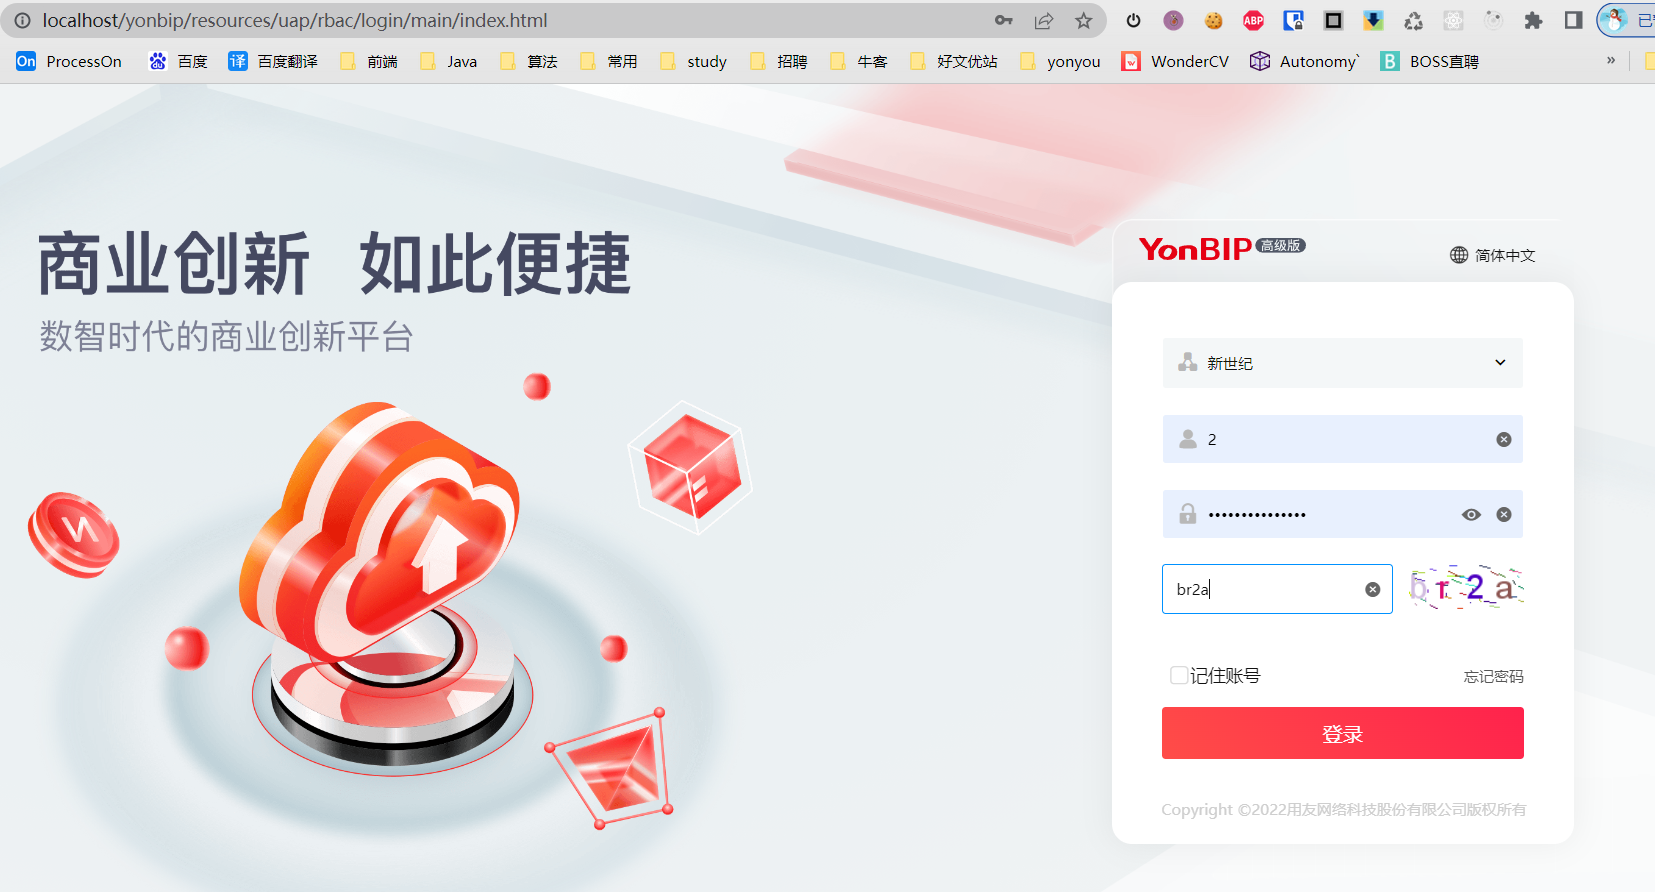 localhost/yonbip/resources/uap/rbac/login/main/index.html
ABP
On ProcessOn 百度 译 百度翻译 前端 Java 算法 常用 study 招聘 牛客 好文优站 yonyou WonderCV Autonomy` B BOSS直聘 »
商业创新 如此便捷
数智时代的商业创新平台
YonBIP 高级版
简体中文
新世纪
2
•••••••••••••••
br2a
br2a
记住账号
忘记密码
登录
Copyright ©2022用友网络科技股份有限公司版权所有